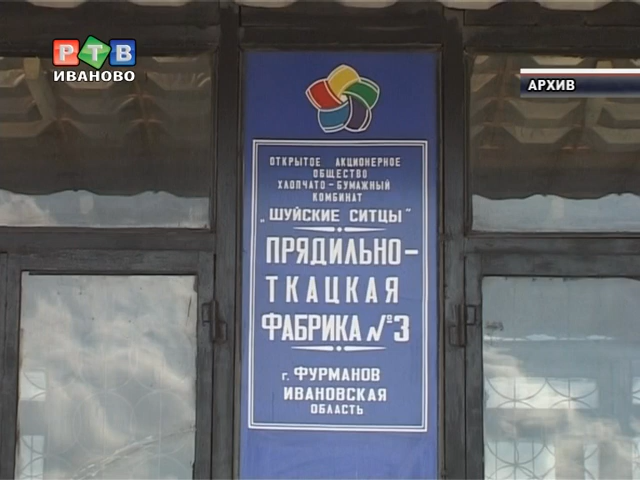 РТВ
ИВАНОВО
АРХИВ
ОТКРЫТОЕ АКЦИОНЕРНОЕ
ОБЩЕСТВО
ХЛОПЧАТО-БУМАЖНЫЙ
КОМБИНАТ
„ШУЙСКИЕ СИТЦЫ"
ПРЯДИЛЬНО-
ТКАЦКАЯ
ФАБРИКА №3
г. ФУРМАНОВ
ИВАНОВСКАЯ
ОБЛАСТЬ